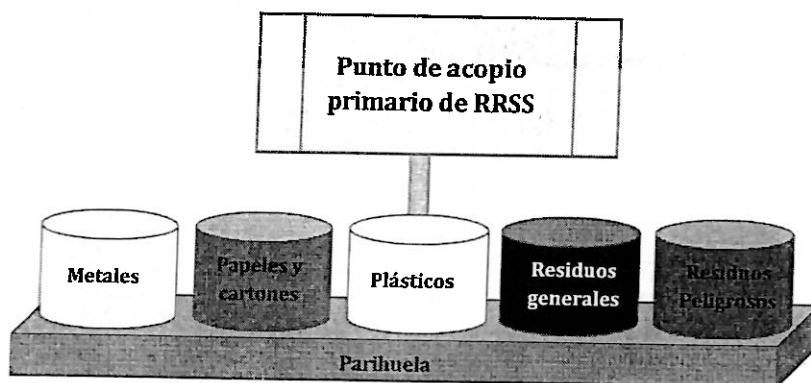 Punto de acopio
primario de RRSS
Metales
Papeles y
cartones
Plásticos
Residuos
generales
Residuos
Peligrosos
Parihuela